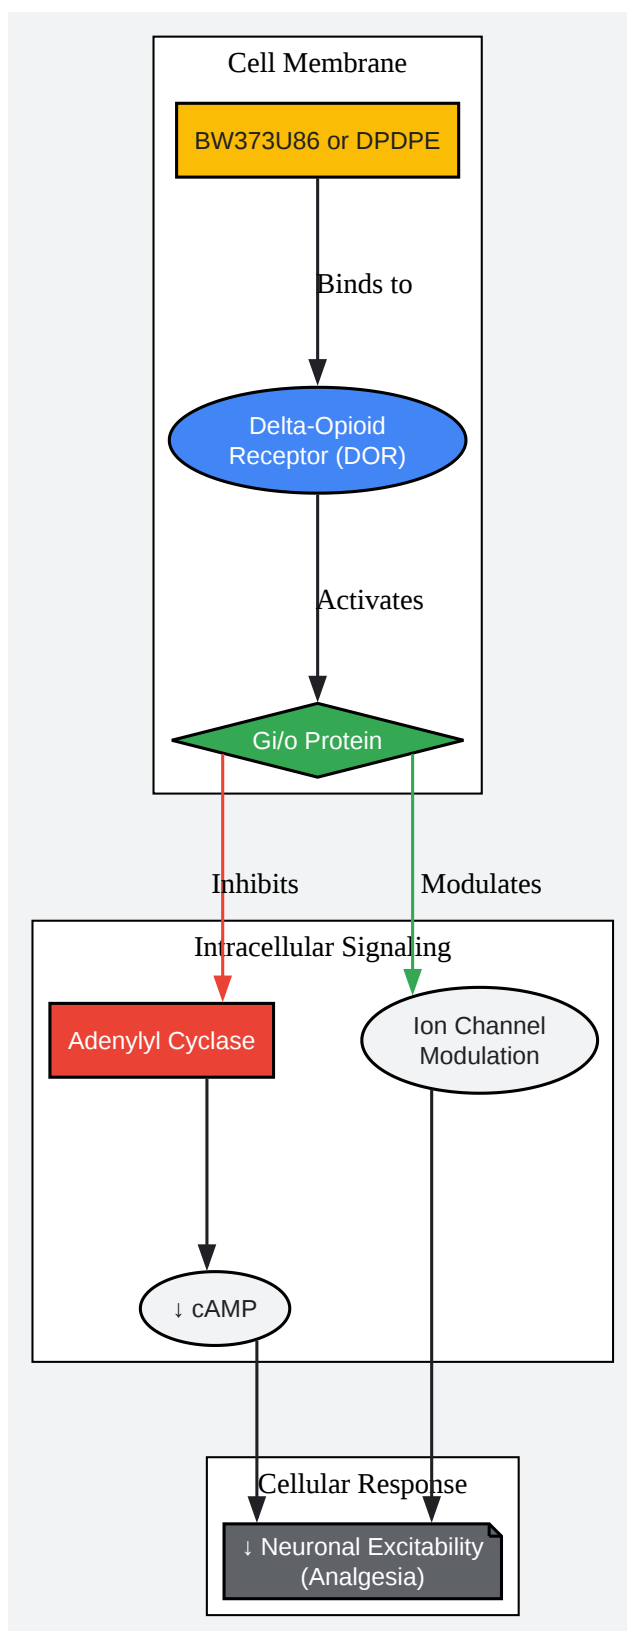 Cell Membrane
BW373U86 or DPDPE
Binds to
Delta-Opioid
Receptor (DOR)
Activates
Gi/o Protein
Inhibits
Modulates
Intracellular Signaling
Adenylyl Cyclase
Ion Channel
Modulation
↓ cAMP
Cellular Response
↓ Neuronal Excitability
(Analgesia)